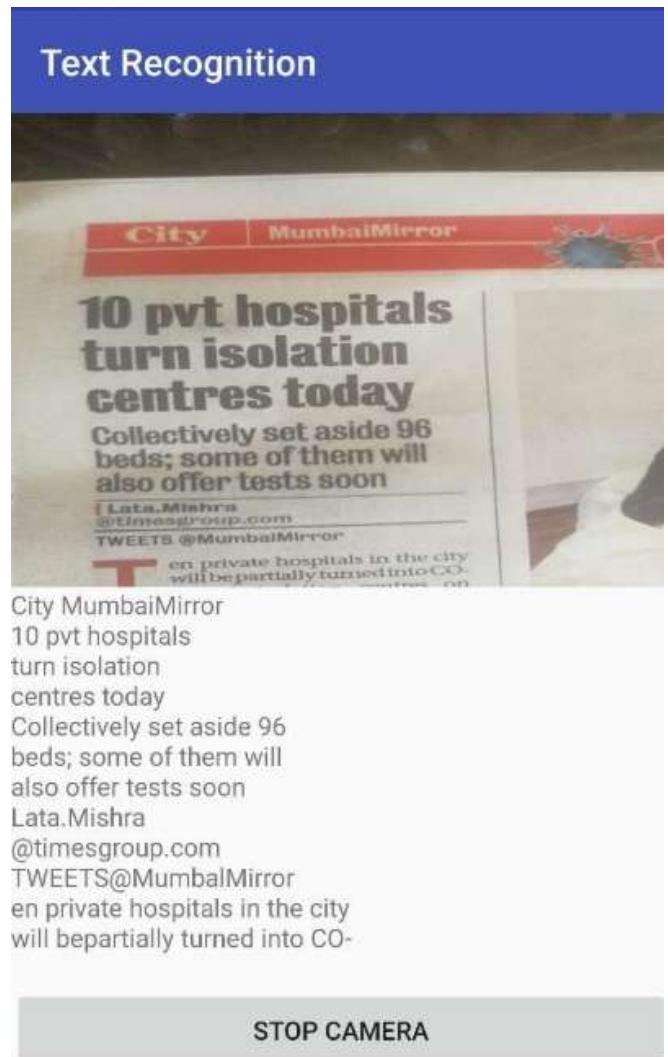 Text Recognition
City MumbaiMirror
10 pvt hospitals
turn isolation
centres today
Collectively set aside 96
beds; some of them will
also offer tests soon
Lata.Mishra
@timesgroup.com
TWEETS @MumbaiMirror
Ten private hospitals in the city
will be partially turned into CO-
City MumbaiMirror
10 pvt hospitals
turn isolation
centres today
Collectively set aside 96
beds; some of them will
also offer tests soon
Lata.Mishra
@timesgroup.com
TWEETS@MumbalMirror
en private hospitals in the city
will bepartially turned into CO-
STOP CAMERA